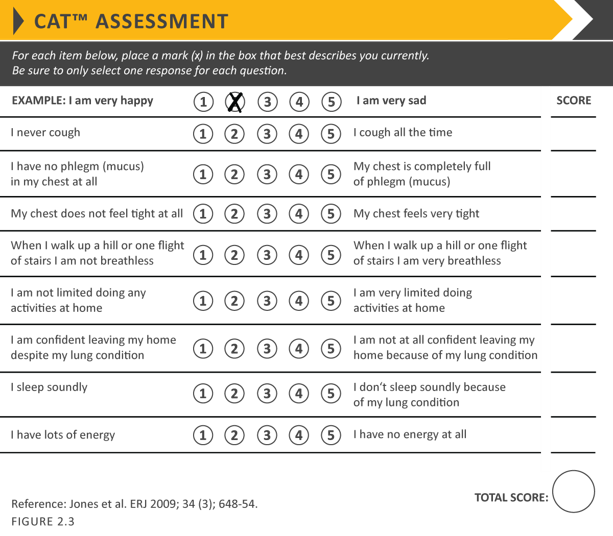 CAT™ ASSESSMENT
For each item below, place a mark (x) in the box that best describes you currently.
Be sure to only select one response for each question.
EXAMPLE: I am very happy 1 X 3 4 5 I am very sad SCORE
I never cough 1 2 3 4 5 I cough all the time
I have no phlegm (mucus)
in my chest at all 1 2 3 4 5 My chest is completely full
of phlegm (mucus)
My chest does not feel tight at all 1 2 3 4 5 My chest feels very tight
When I walk up a hill or one flight
of stairs I am not breathless 1 2 3 4 5 When I walk up a hill or one flight
of stairs I am very breathless
I am not limited doing any
activities at home 1 2 3 4 5 I am very limited doing
activities at home
I am confident leaving my home
despite my lung condition 1 2 3 4 5 I am not at all confident leaving my
home because of my lung condition
I sleep soundly 1 2 3 4 5 I don't sleep soundly because
of my lung condition
I have lots of energy 1 2 3 4 5 I have no energy at all
TOTAL SCORE:
Reference: Jones et al. ERJ 2009; 34 (3); 648-54.
FIGURE 2.3